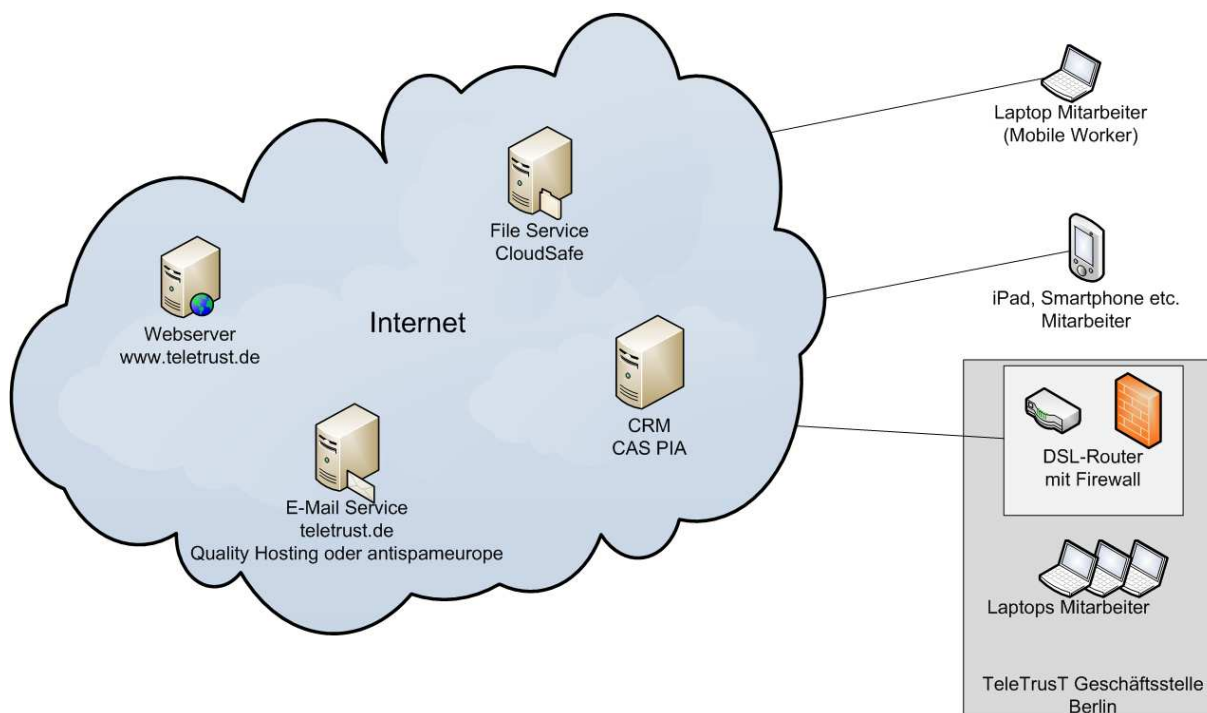 File Service
CloudSafe
Webserver
www.teletrust.de
Internet
CRM
CAS PIA
E-Mail Service
teletrust.de
Quality Hosting oder antispameurope
Laptop Mitarbeiter
(Mobile Worker)
iPad, Smartphone etc.
Mitarbeiter
DSL-Router
mit Firewall
Laptops Mitarbeiter
TeleTrusT Geschäftsstelle
Berlin